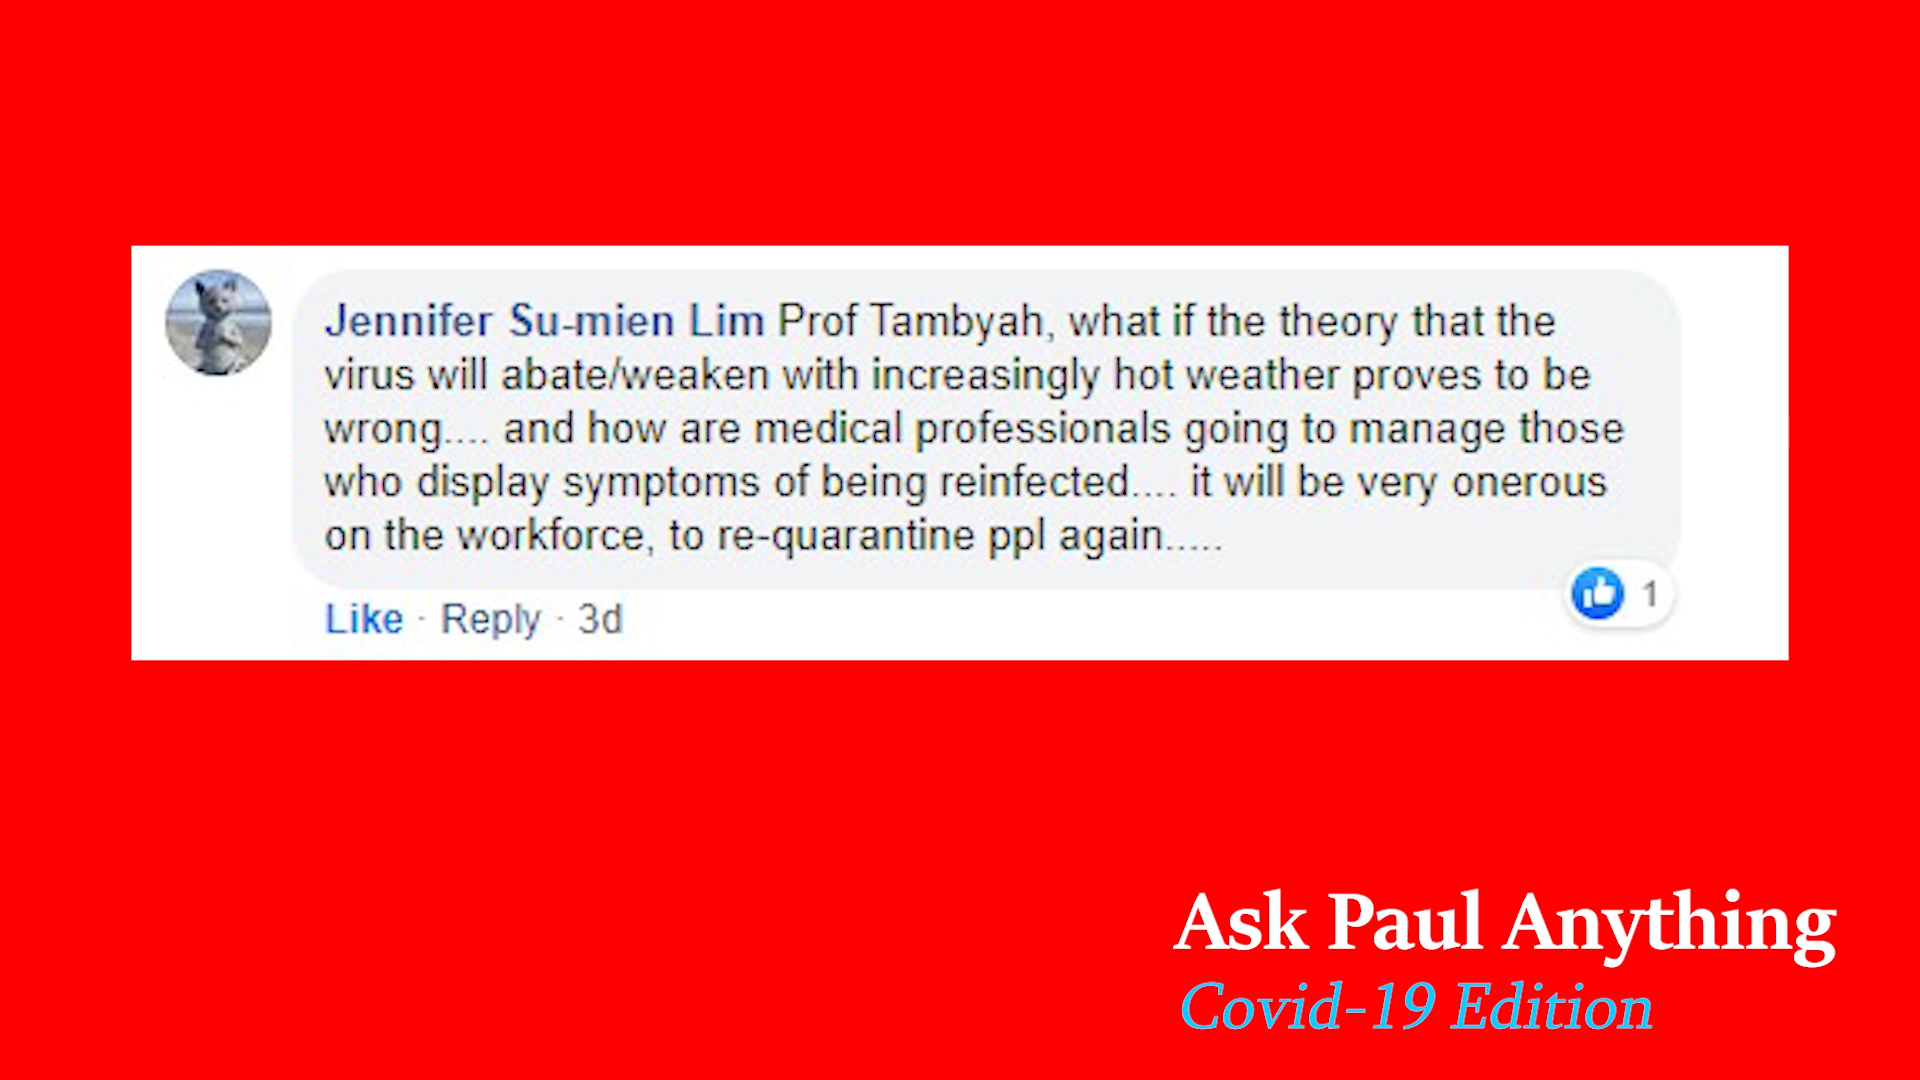 Jennifer Su-mien Lim Prof Tambyah, what if the theory that the
virus will abate/weaken with increasingly hot weather proves to be
wrong.... and how are medical professionals going to manage those
who display symptoms of being reinfected.... it will be very onerous
on the workforce, to re-quarantine ppl again.....
1
Like · Reply · 3d
Ask Paul Anything
Covid-19 Edition